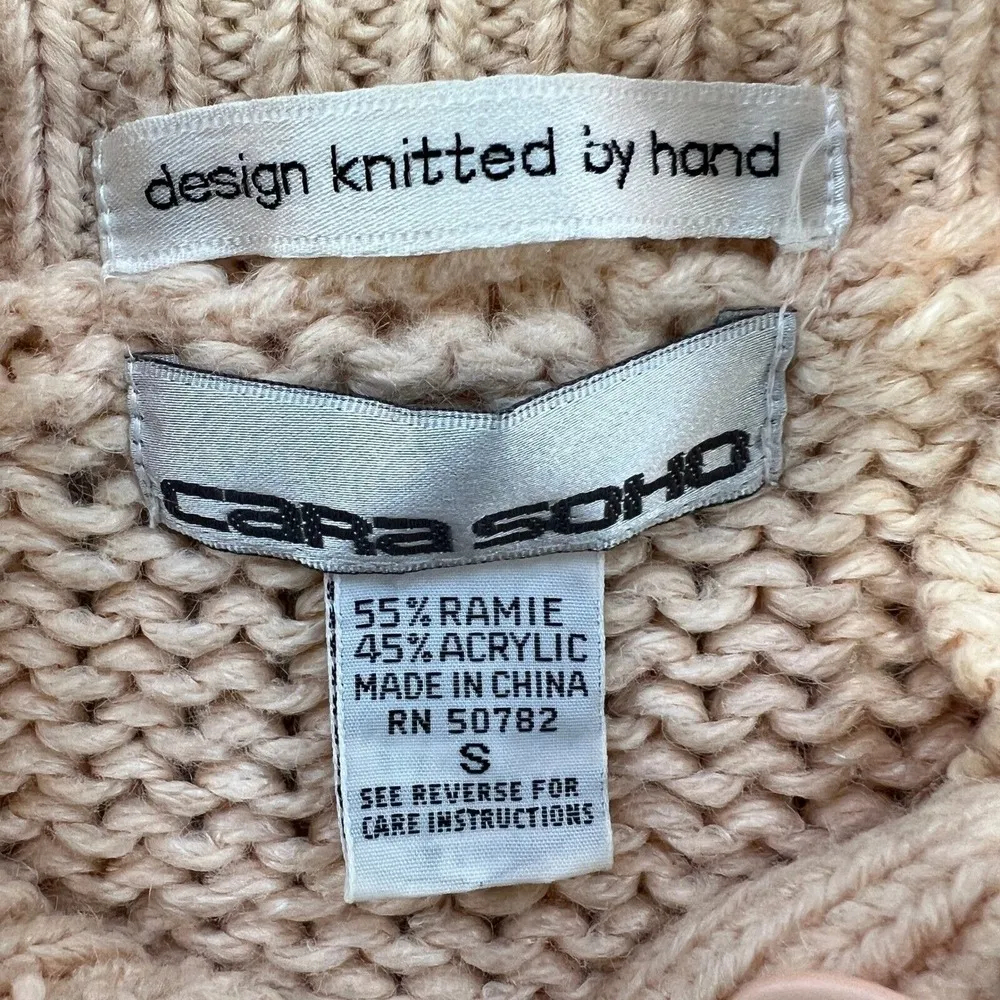 design knitted by hand
CaRa SOHO
55% RAMIE
45% ACRYLIC
MADE IN CHINA
RN 50782
S
SEE REVERSE FOR
CARE INSTRUCTIONS